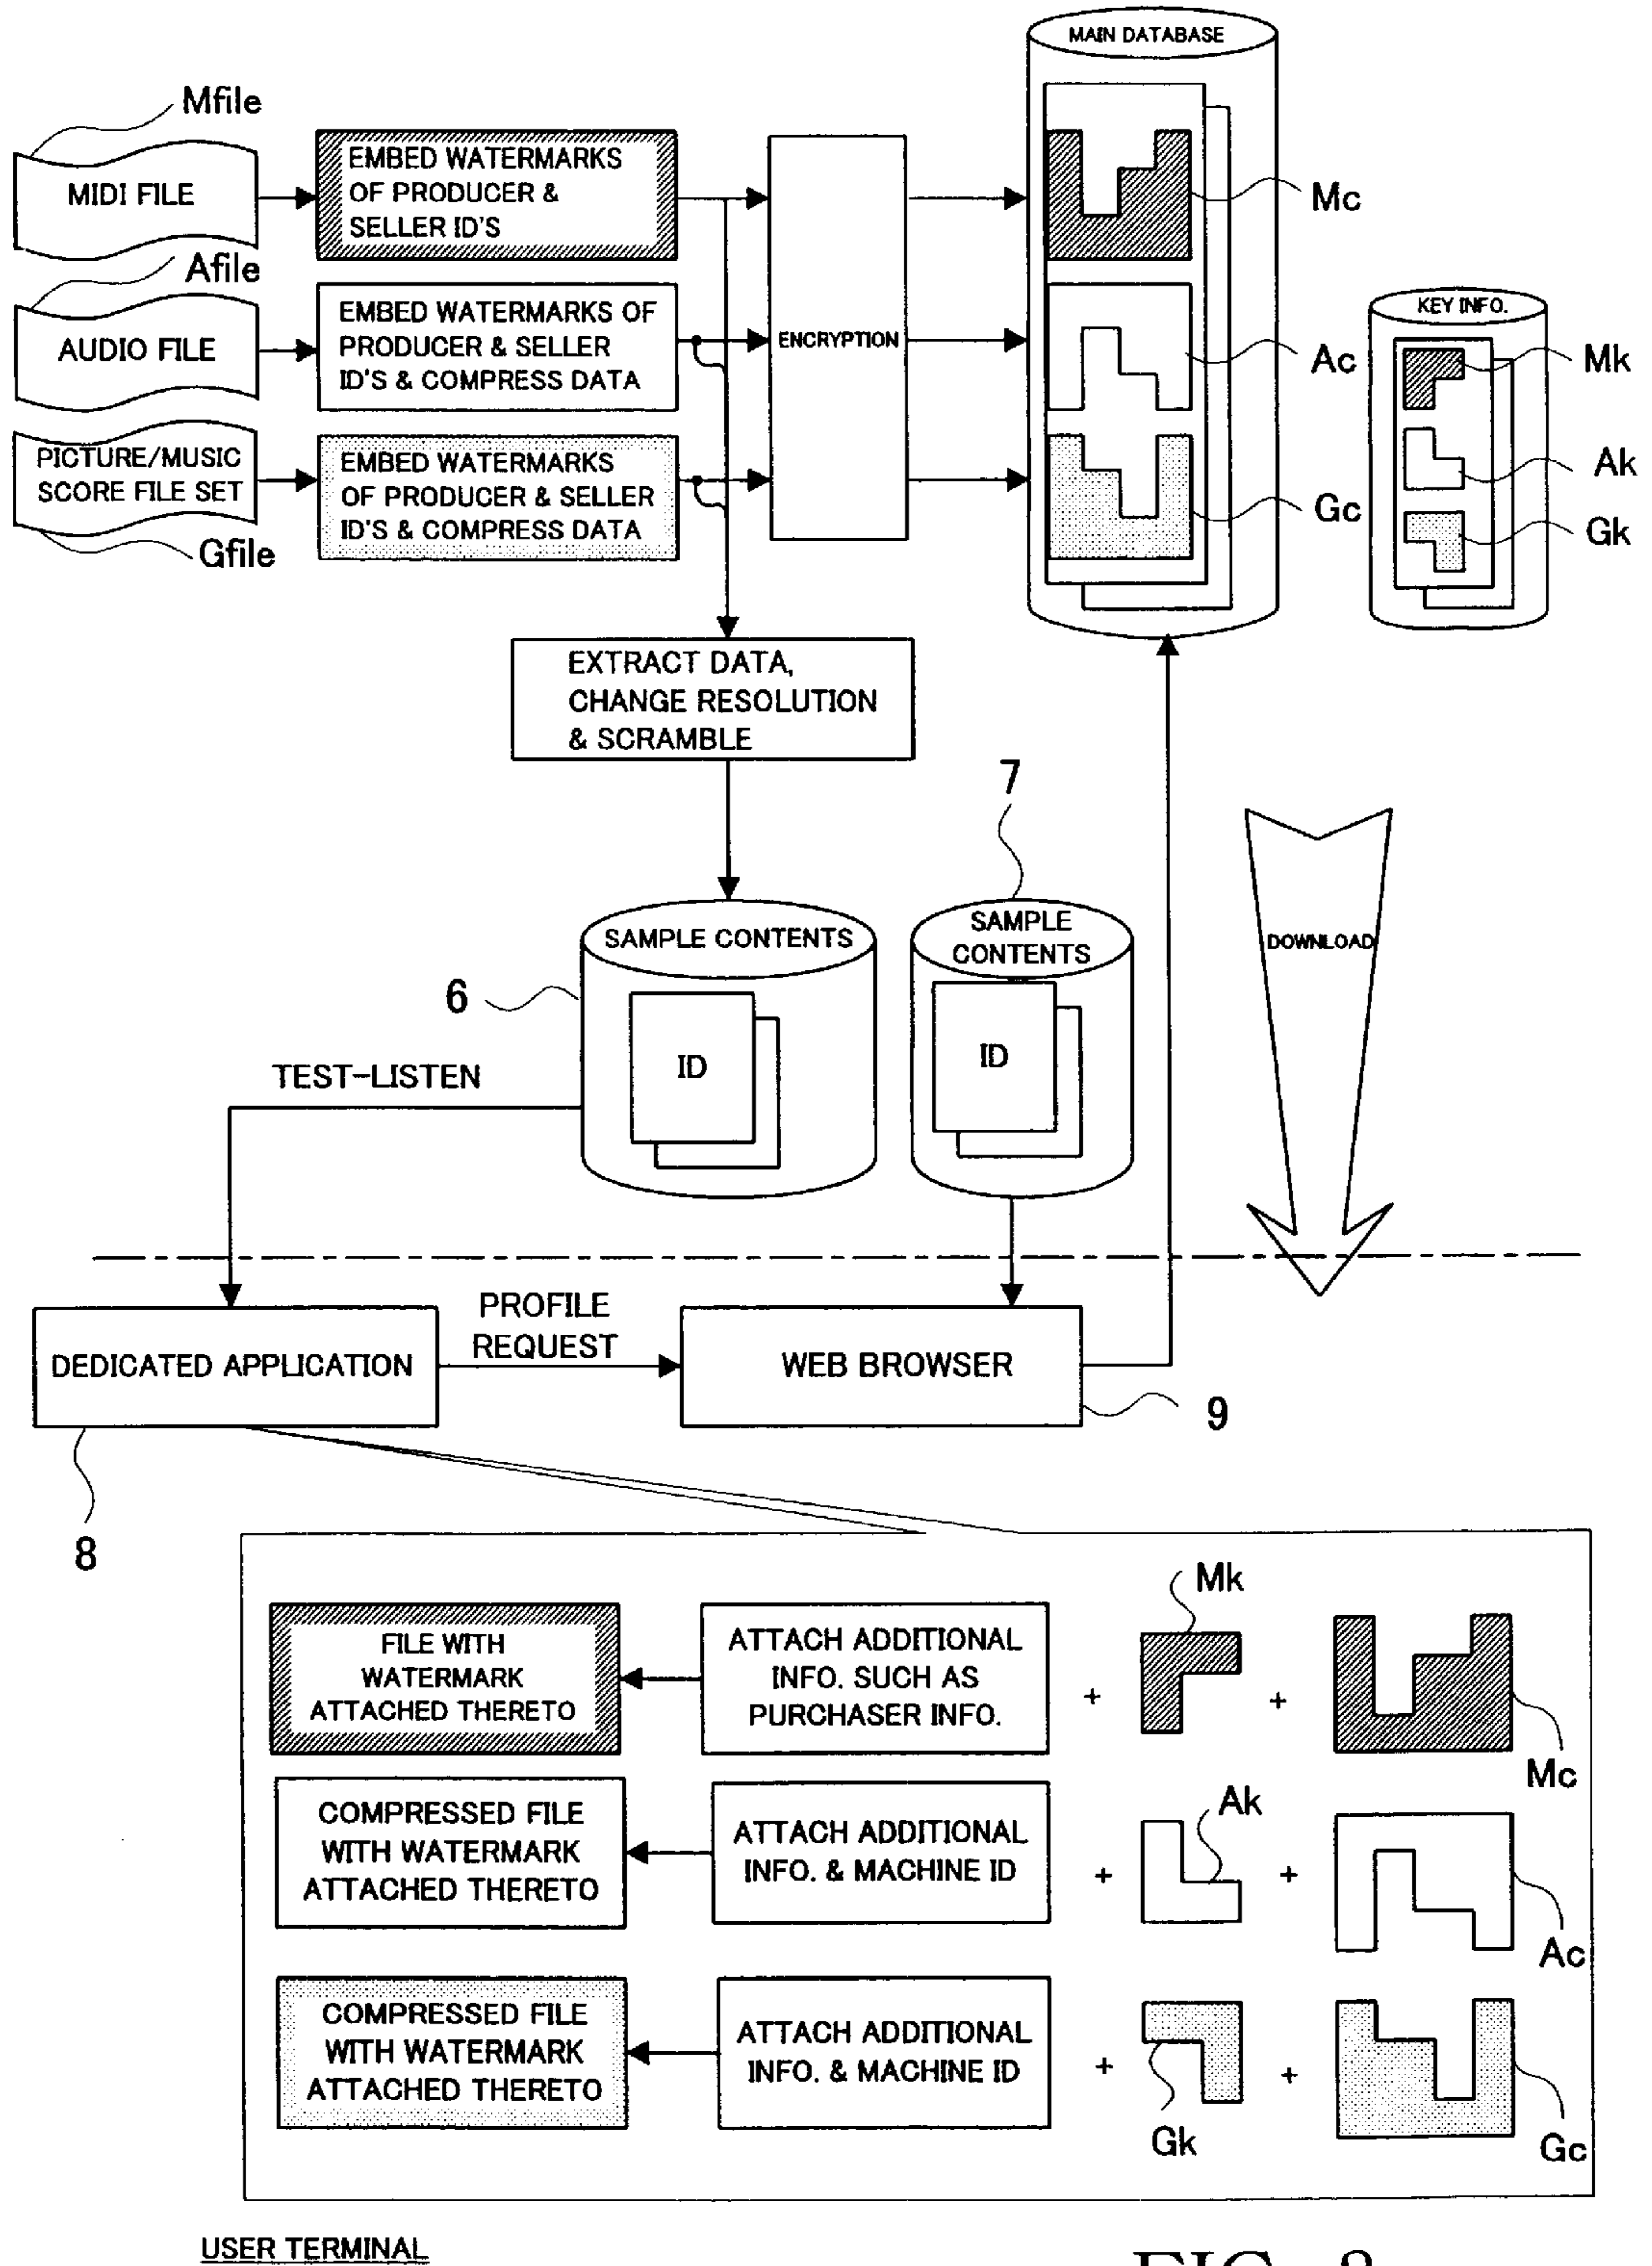 MAIN DATABASE
Mfile
MIDI FILE
EMBED WATERMARKS
OF PRODUCER &
SELLER ID'S
Mc
Afile
AUDIO FILE
EMBED WATERMARKS OF
PRODUCER & SELLER
ID'S & COMPRESS DATA
ENCRYPTION
Ac
KEY INFO.
Mk
Ak
Gk
PICTURE/MUSIC
SCORE FILE SET
EMBED WATERMARKS
OF PRODUCER & SELLER
ID'S & COMPRESS DATA
Gc
Gfile
EXTRACT DATA,
CHANGE RESOLUTION
& SCRAMBLE
7
SAMPLE CONTENTS
SAMPLE
CONTENTS
DOWNLOAD
6
ID
ID
TEST-LISTEN
PROFILE
REQUEST
DEDICATED APPLICATION
WEB BROWSER
9
8
Mk
FILE WITH
WATERMARK
ATTACHED THERETO
ATTACH ADDITIONAL
INFO. SUCH AS
PURCHASER INFO.
+
+
Mc
COMPRESSED FILE
WITH WATERMARK
ATTACHED THERETO
ATTACH ADDITIONAL
INFO. & MACHINE ID
+
Ak
+
Ac
COMPRESSED FILE
WITH WATERMARK
ATTACHED THERETO
ATTACH ADDITIONAL
INFO. & MACHINE ID
+
Gk
+
Gc
USER TERMINAL